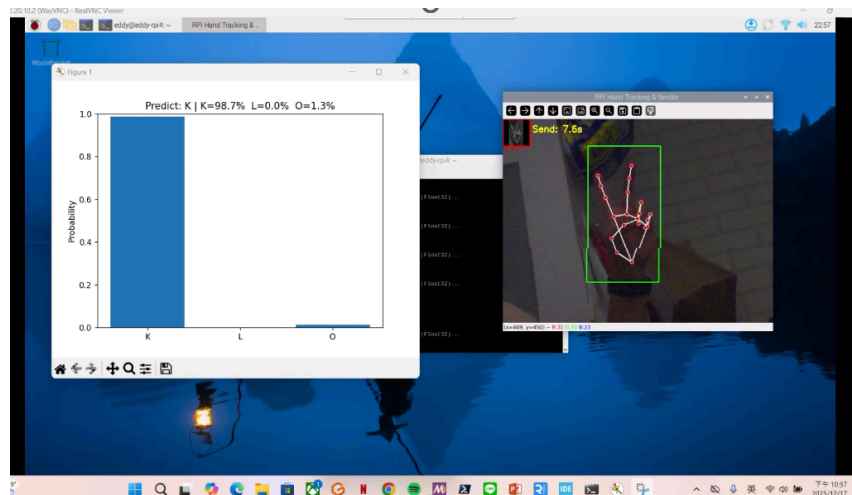 .20.10.2 (WayVNC) - RealVNC Viewer
eddy@eddy-rpi4: ~
RPi Hand Tracking & ..
22:57
Wastebasket
Figure 1
Predict: K | K=98.7% L=0.0% O=1.3%
1.0
0.8
0.6
0.4
0.2
0.0
Probability
K
L
O
eddy-rpi4: ~
(Float32)...
(Float32)...
(Float32)...
(Float32)...
(Float32)...
RPi Hand Tracking & Sender
Send: 7.6s
(x=469, y=450) ~ R:31 G:31 B:23
IDE
英
下午 10:57
2025/12/17